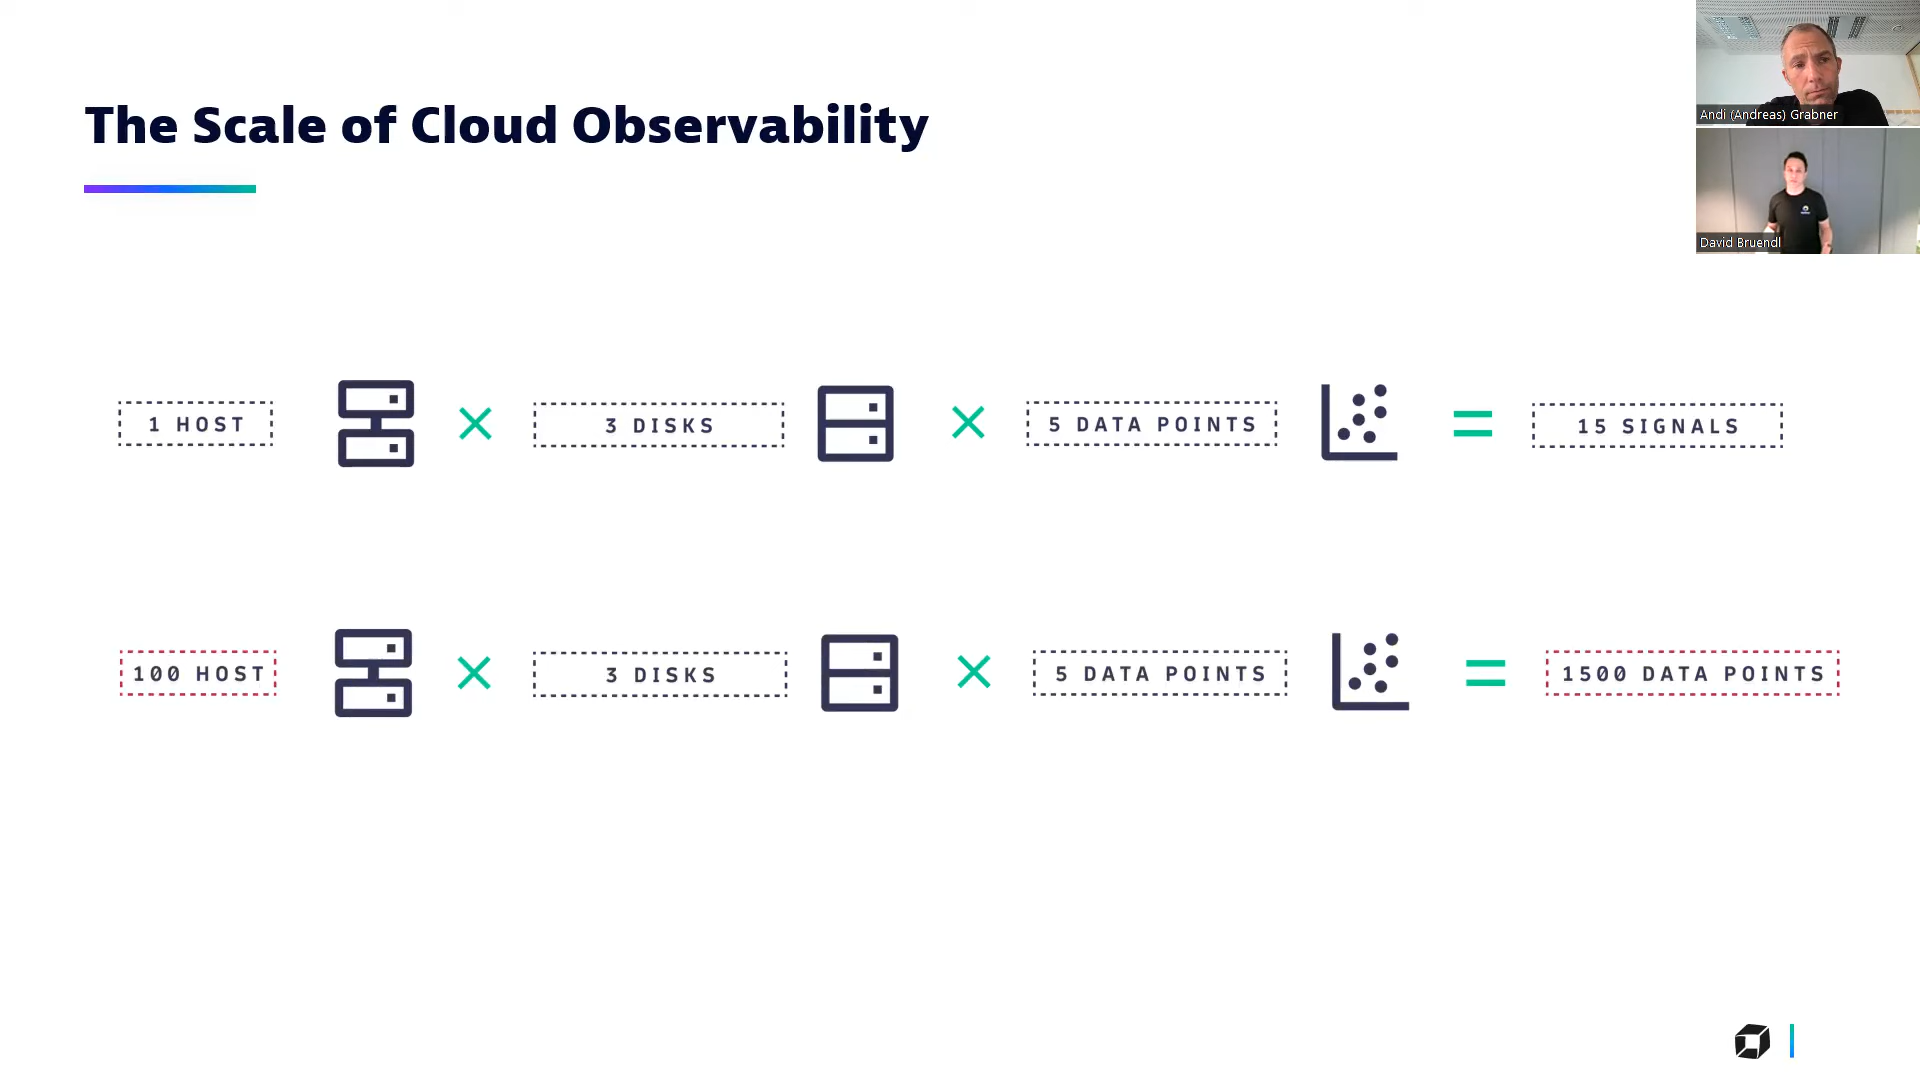 The Scale of Cloud Observability
Andi (Andreas) Grabner
David Bruendl
1 HOST
3 DISKS
5 DATA POINTS
15 SIGNALS
100 HOST
3 DISKS
5 DATA POINTS
1500 DATA POINTS